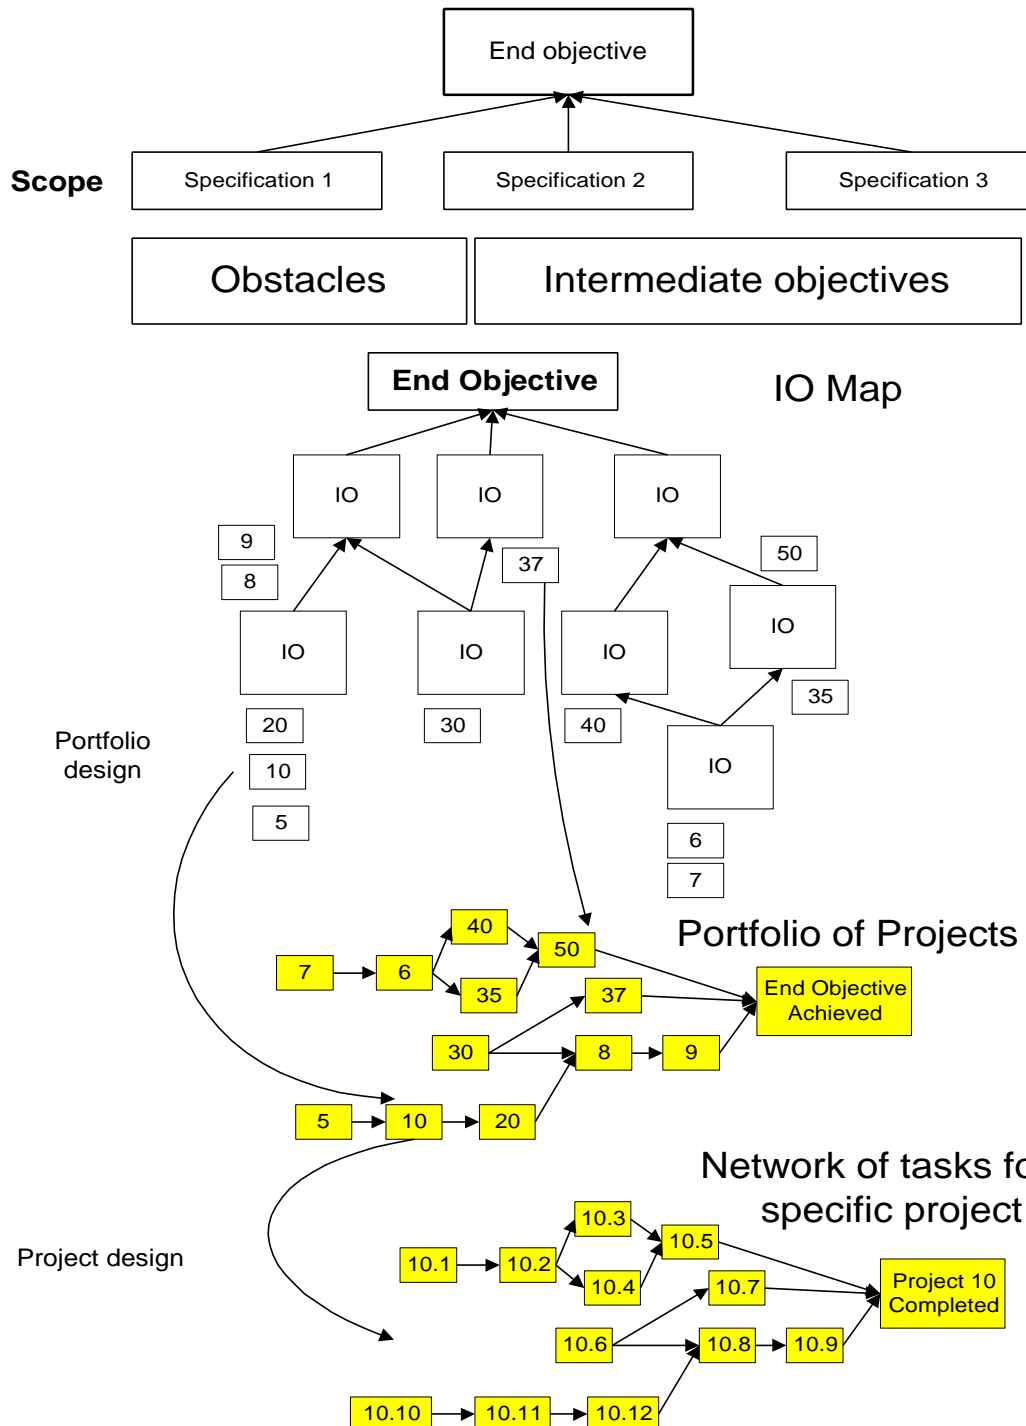 End objective
Scope
Specification 1
Specification 2
Specification 3
Obstacles
Intermediate objectives
End Objective
IO Map
IO
IO
IO
9
8
37
50
IO
IO
IO
IO
35
20
30
40
Portfolio
design
10
IO
5
6
7
Portfolio of Projects
40
50
7
6
35
37
End Objective
Achieved
30
8
9
5
10
20
Network of tasks fo
specific project
Project design
10.3
10.5
10.1
10.2
10.4
10.7
Project 10
Completed
10.6
10.8
10.9
10.10
10.11
10.12